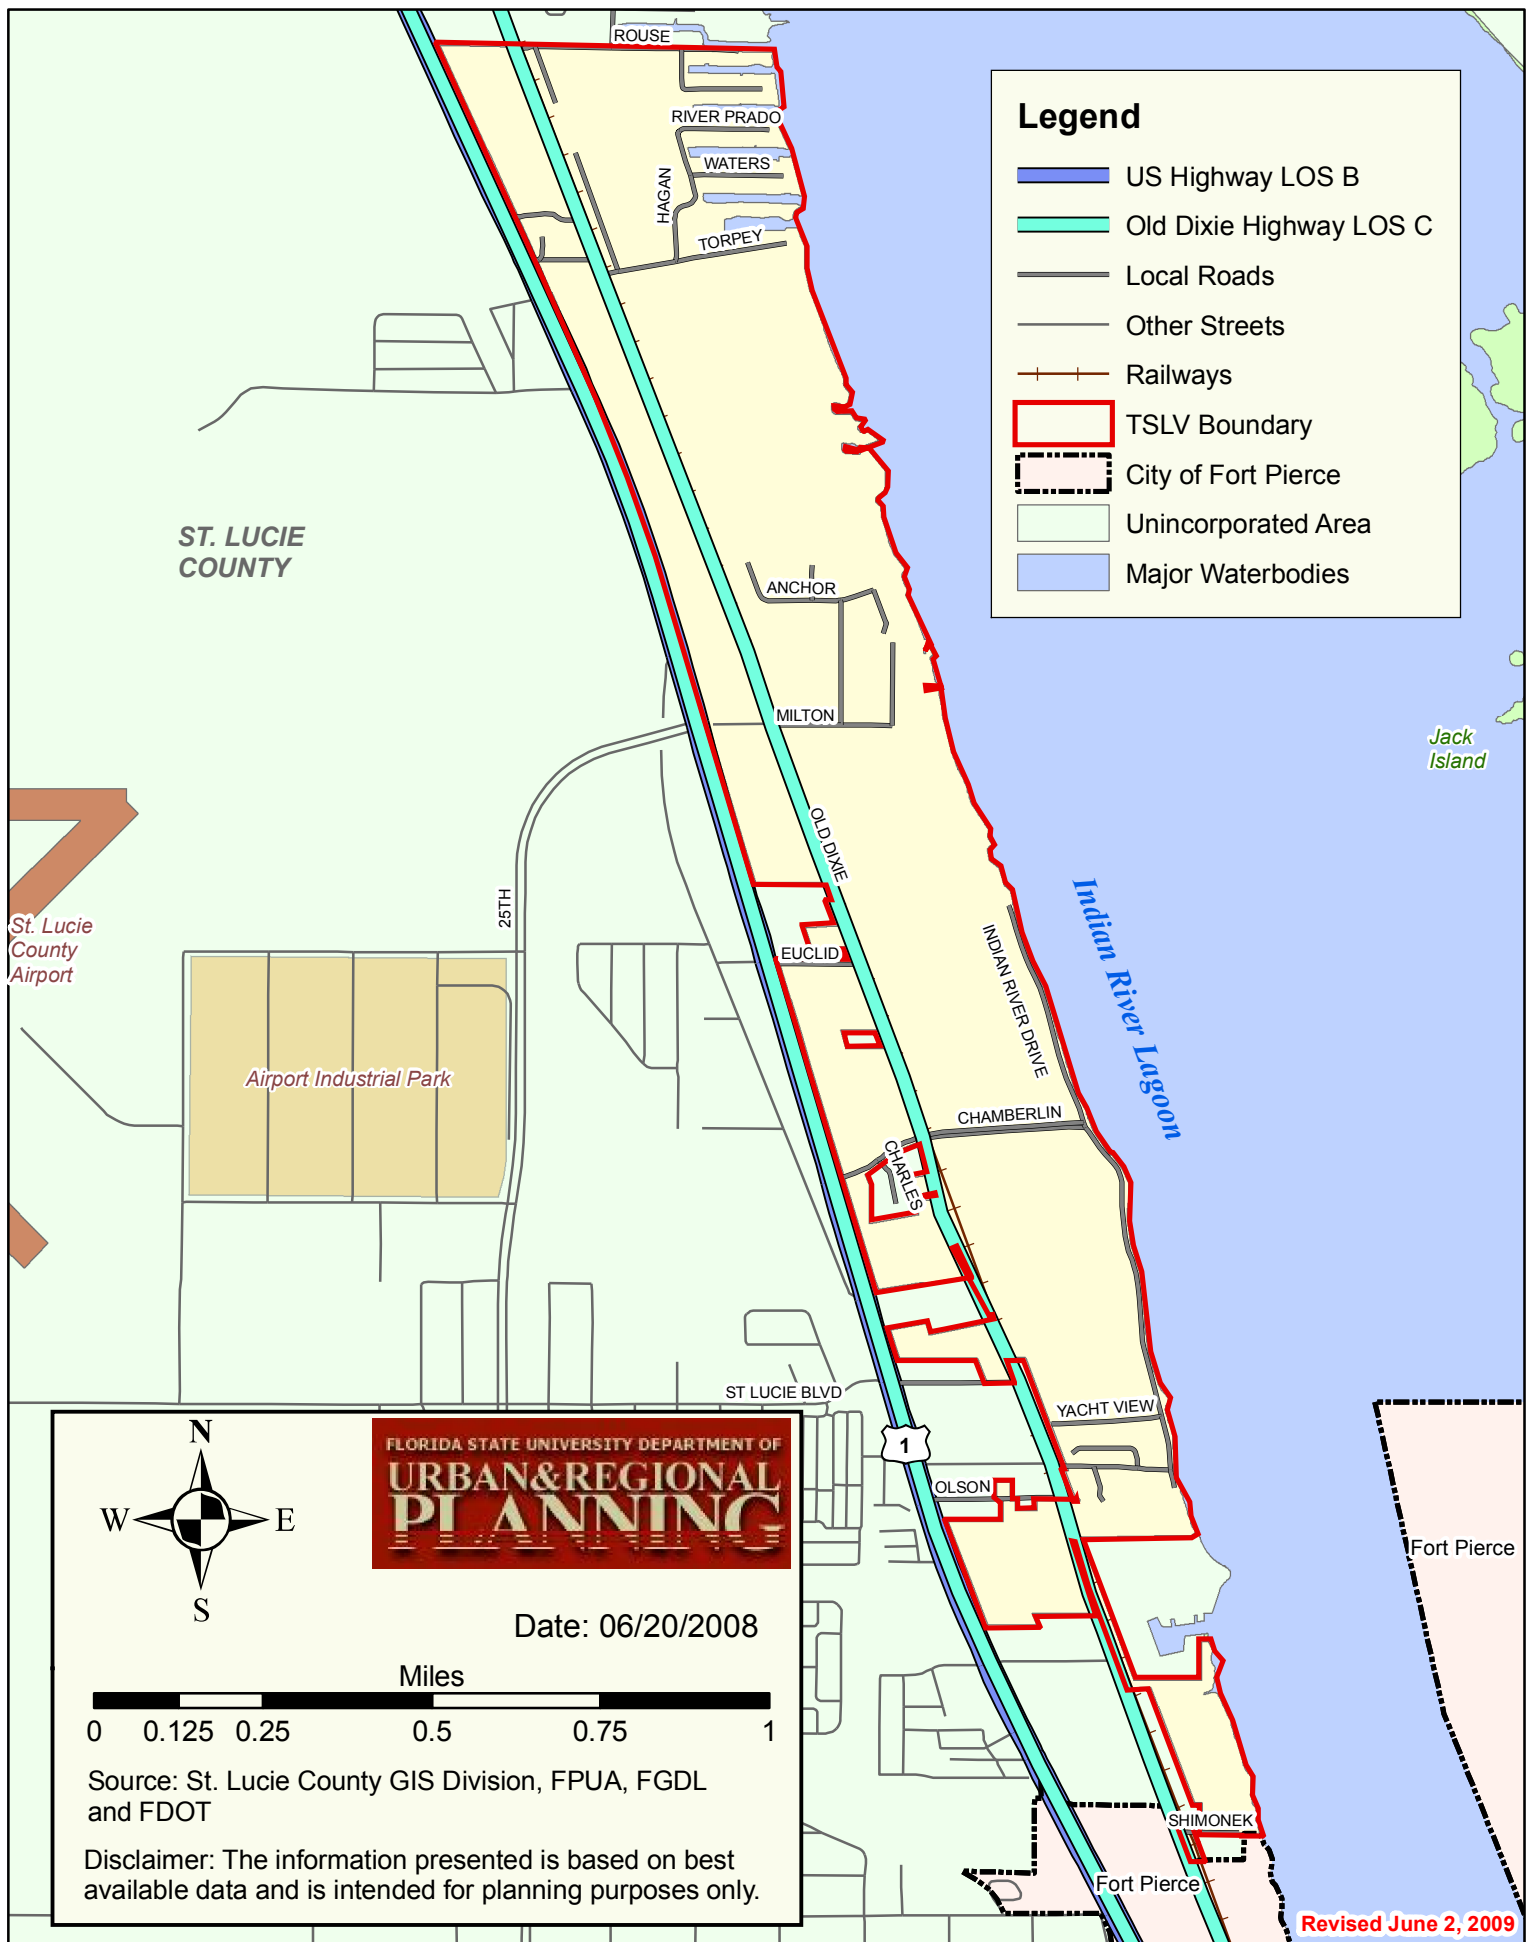 ROUSE
RIVER PRADO
WATERS
HAGAN
TORPEY
Legend
US Highway LOS B
Old Dixie Highway LOS C
Local Roads
Other Streets
Railways
TSLV Boundary
City of Fort Pierce
Unincorporated Area
Major Waterbodies
ST. LUCIE
COUNTY
ANCHOR
MILTON
Jack
Island
OLD DIXIE
25TH
St. Lucie
County
Airport
EUCLID
INDIAN RIVER DRIVE
Indian River Lagoon
Airport Industrial Park
CHAMBERLIN
CHARLES
ST LUCIE BLVD
YACHT VIEW
1
OLSON
Fort Pierce
N
W
E
S
FLORIDA STATE UNIVERSITY DEPARTMENT OF
URBAN&REGIONAL
PLANNING
Date: 06/20/2008
Miles
0 0.125 0.25 0.5 0.75 1
Source: St. Lucie County GIS Division, FPUA, FGDL
and FDOT
Disclaimer: The information presented is based on best
available data and is intended for planning purposes only.
SHIMONEK
Fort Pierce
Revised June 2, 2009